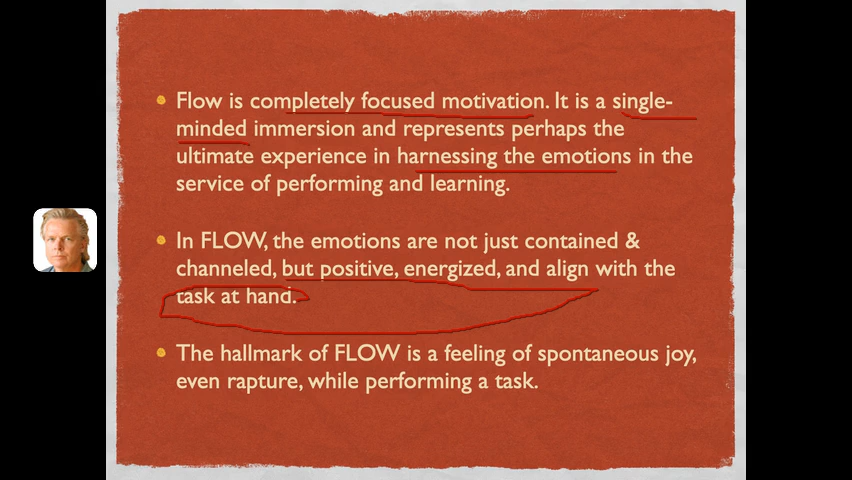 Flow is completely focused motivation. It is a single-
minded immersion and represents perhaps the
ultimate experience in harnessing the emotions in the
service of performing and learning.
In FLOW, the emotions are not just contained &
channeled, but positive, energized, and align with the
task at hand.
The hallmark of FLOW is a feeling of spontaneous joy,
even rapture, while performing a task.